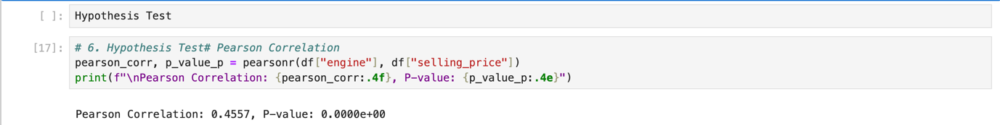 [ ]: Hypothesis Test
[17]: # 6. Hypothesis Test# Pearson Correlation
pearson_corr, p_value_p = pearsonr(df["engine"], df["selling_price"])
print(f"\nPearson Correlation: {pearson_corr:.4f}, P-value: {p_value_p:.4e}")
Pearson Correlation: 0.4557, P-value: 0.0000e+00